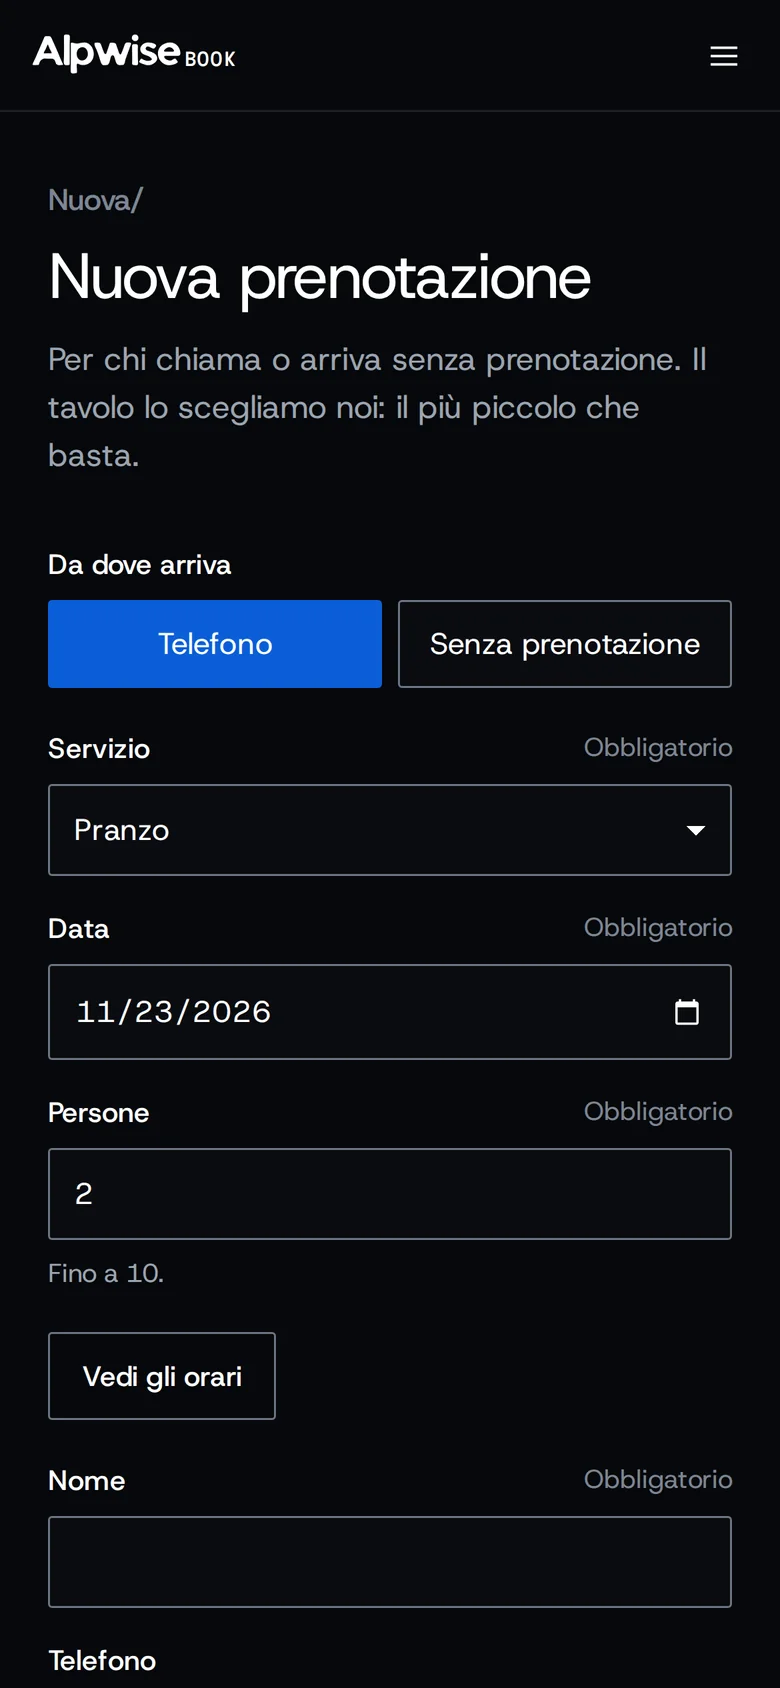 Alpwise BOOK
Nuova/
Nuova prenotazione
Per chi chiama o arriva senza prenotazione. Il
tavolo lo scegliamo noi: il più piccolo che
basta.
Da dove arriva
Telefono
Senza prenotazione
Servizio
Obbligatorio
Pranzo
Data
Obbligatorio
11/23/2026
Persone
Obbligatorio
2
Fino a 10.
Vedi gli orari
Nome
Obbligatorio
Telefono